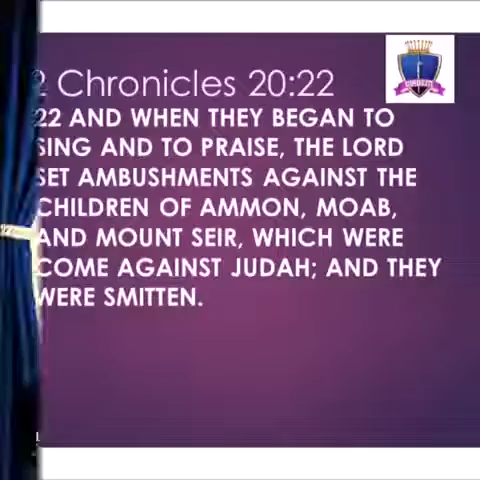 2 Chronicles 20:22
22 AND WHEN THEY BEGAN TO
SING AND TO PRAISE, THE LORD
SET AMBUSHMENTS AGAINST THE
CHILDREN OF AMMON, MOAB,
AND MOUNT SEIR, WHICH WERE
COME AGAINST JUDAH; AND THEY
WERE SMITTEN.